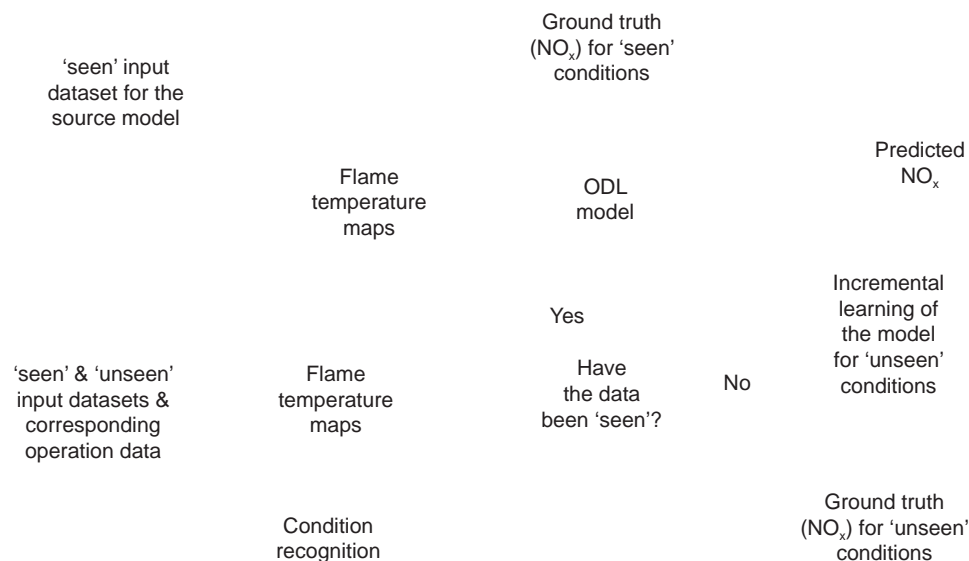 Ground truth
(NOₓ) for ‘seen’
conditions
‘seen’ input
dataset for the
source model
Predicted
NOₓ
Flame
temperature
maps
ODL
model
Incremental
learning of
the model
for ‘unseen’
conditions
Yes
‘seen’ & ‘unseen’
input datasets &
corresponding
operation data
Flame
temperature
maps
Have
the data
been ‘seen’?
No
Ground truth
(NOₓ) for ‘unseen’
conditions
Condition
recognition